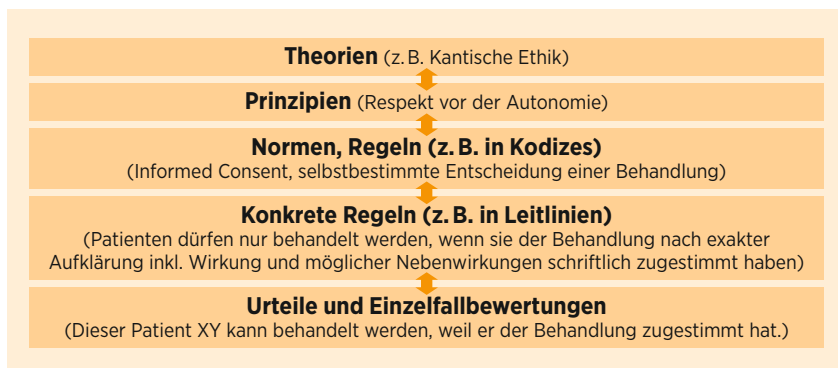 Theorien (z. B. Kantische Ethik)
Prinzipien (Respekt vor der Autonomie)
Normen, Regeln (z. B. in Kodizes)
(Informed Consent, selbstbestimmte Entscheidung einer Behandlung)
Konkrete Regeln (z. B. in Leitlinien)
(Patienten dürfen nur behandelt werden, wenn sie der Behandlung nach exakter
Aufklärung inkl. Wirkung und möglicher Nebenwirkungen schriftlich zugestimmt haben)
Urteile und Einzelfallbewertungen
(Dieser Patient XY kann behandelt werden, weil er der Behandlung zugestimmt hat.)